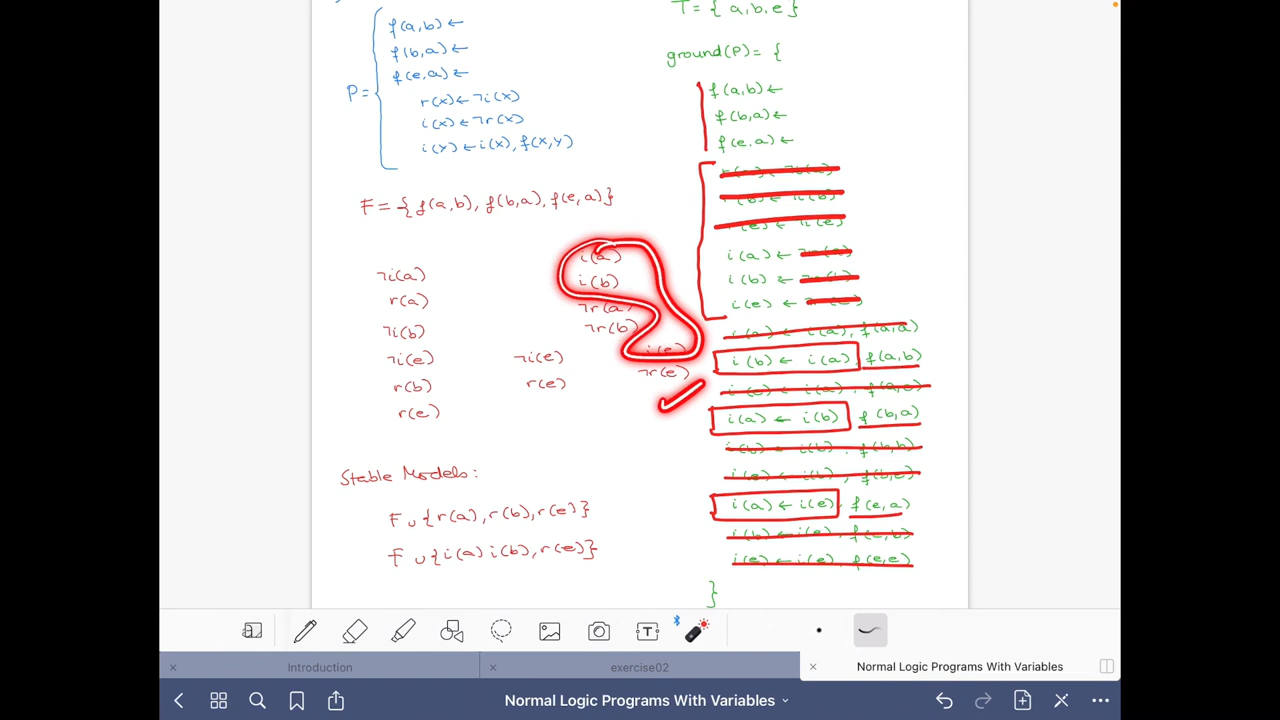 T = { a, b, e }
f(a,b) ←
f(b,a) ←
f(e,a) ←
P =
r(x) ← ¬i(x)
i(x) ← ¬r(x)
i(y) ← i(x), f(x,y)
F = { f(a,b), f(b,a), f(e,a) }
¬i(a)
r(a)
¬i(b)
¬i(e)
r(b)
r(e)
¬i(e)
r(e)
i(a)
i(b)
¬r(a)
¬r(b)
i(e)
¬r(e)
Stable Models:
F ∪ { r(a), r(b), r(e) }
F ∪ { i(a) i(b), r(e) }
ground(P) = {
f(a,b) ←
f(b,a) ←
f(e,a) ←
i(a) ←
i(b) ←
i(e) ←
i(a) ← i(a), f(a,a)
i(b) ← i(a), f(a,b)
i(e) ← i(a), f(a,e)
i(a) ← i(b), f(b,a)
i(b) ← i(b), f(b,b)
i(e) ← i(b), f(b,e)
i(a) ← i(e), f(e,a)
i(b) ← i(e), f(e,b)
i(e) ← i(e), f(e,e)
}
Introduction
exercise02
Normal Logic Programs With Variables
Normal Logic Programs With Variables